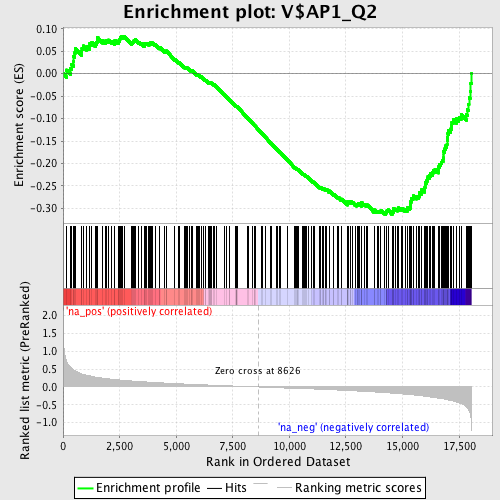 Enrichment plot: V$AP1_Q2
Enrichment score (ES)
0.10
0.05
0.00
-0.05
-0.10
-0.15
-0.20
-0.25
-0.30
'na_pos' (positively correlated)
Ranked list metric (PreRanked)
2.0
1.5
1.0
0.5
0.0
-0.5
-1.0
Zero cross at 8626
'na_neg' (negatively correlated)
0
2,500
5,000
7,500
10,000
12,500
15,000
17,500
Rank in Ordered Dataset
Enrichment profile
Hits
Ranking metric scores